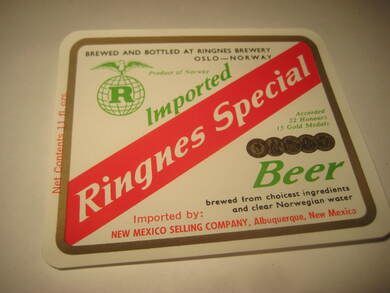 BREWED AND BOTTLED AT RINGNES BREWERY
OSLO—NORWAY
Product of Norway
R
Imported
Ringnes Special
Net Contents 11 fl. ozs.
Awarded
22 Honours
15 Gold Medals
Beer
brewed from choicest ingredients
and clear Norwegian water
Imported by:
NEW MEXICO SELLING COMPANY, Albuquerque, New Mexico